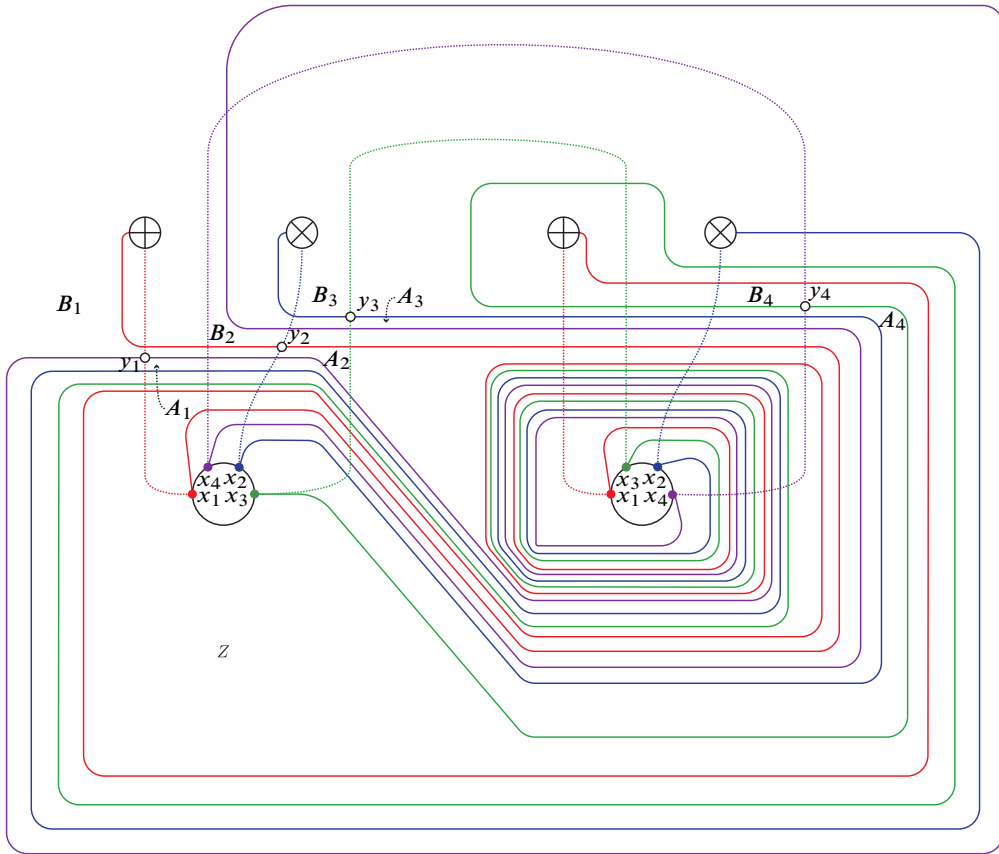 B₁ B₃ y₃ A₃ B₄ y₄
B₂ y₂ A₄
y₁ A₂
A₁
x₄ x₂ x₃ x₂
x₁ x₃ x₁ x₄
Z